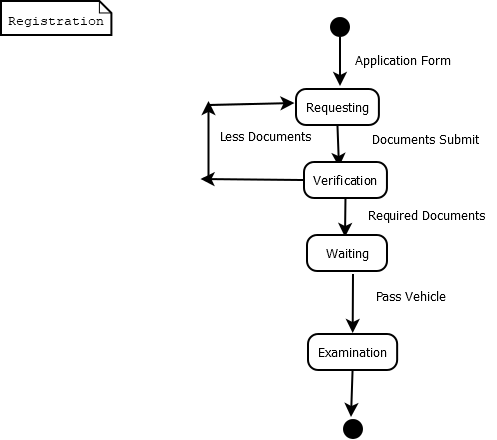 Registration
Application Form
Requesting
Less Documents
Documents Submit
Verification
Required Documents
Waiting
Pass Vehicle
Examination